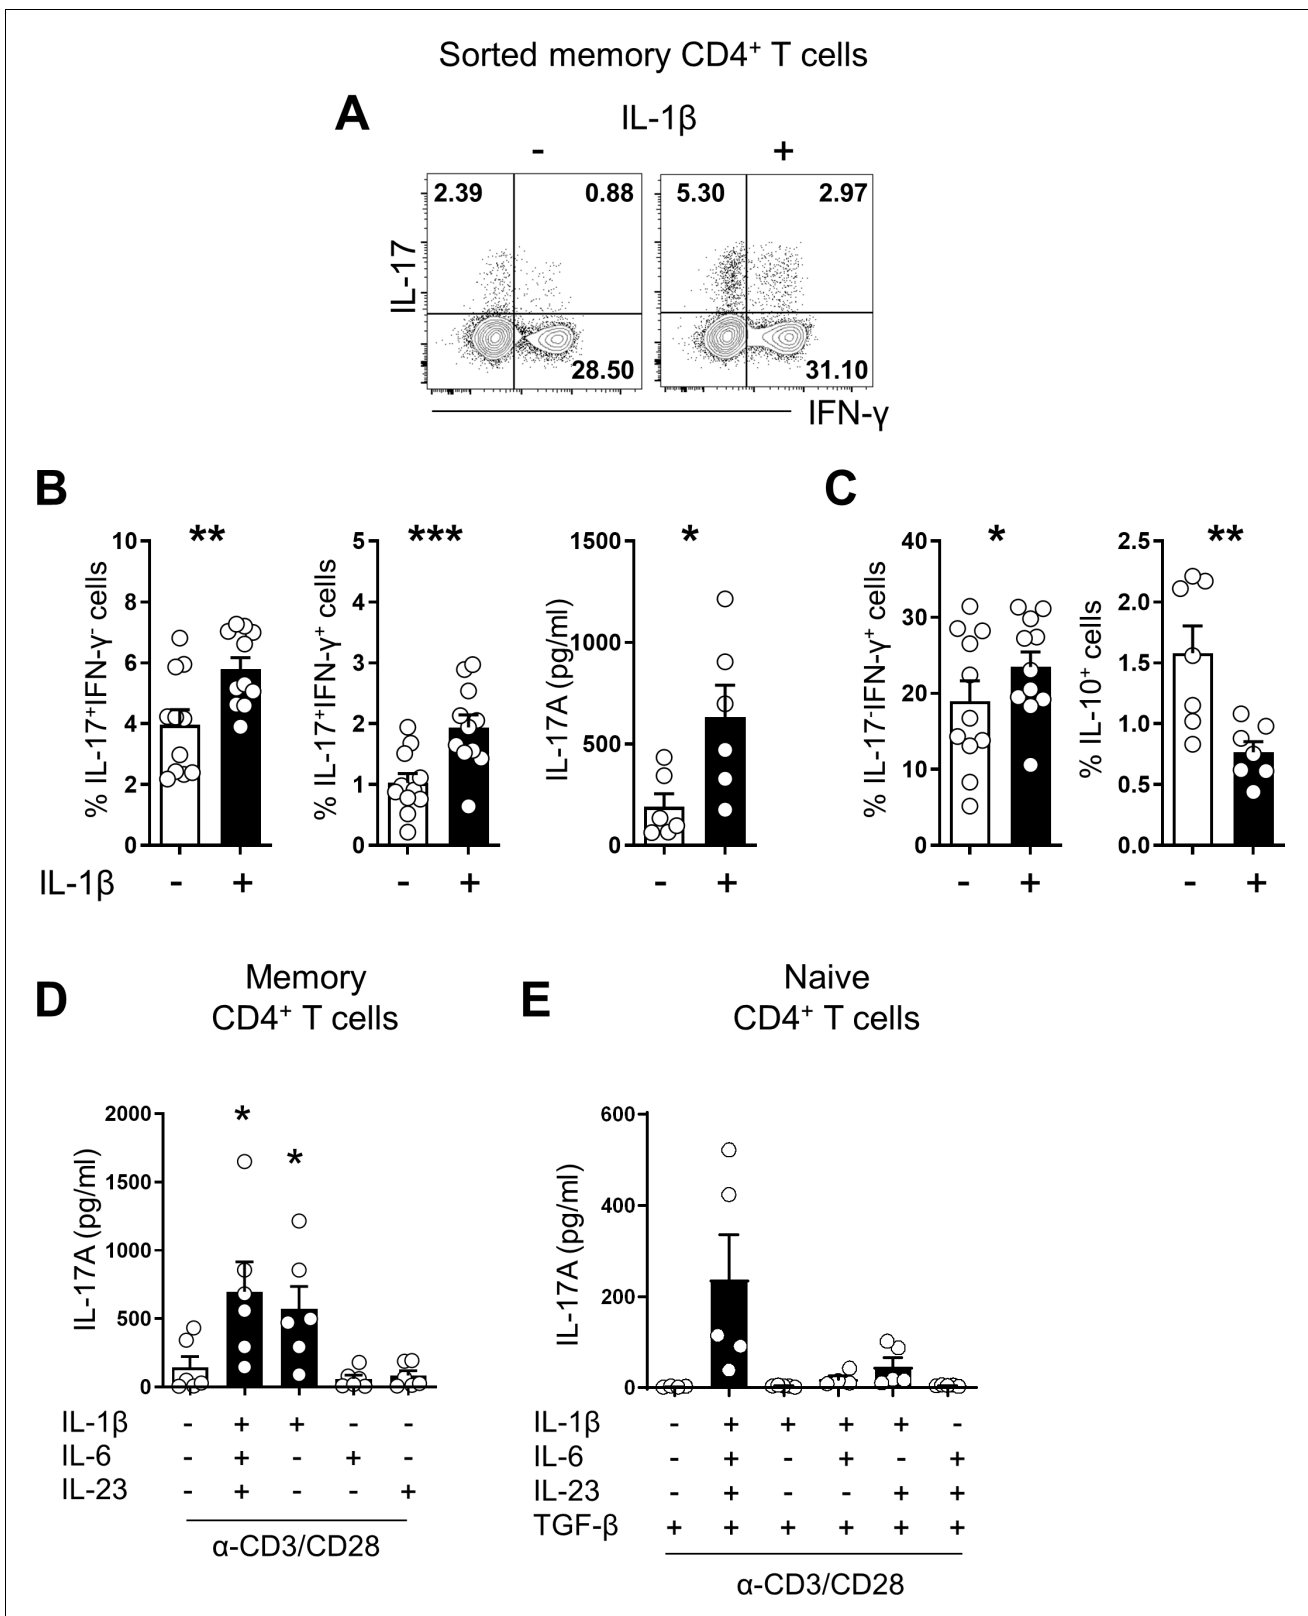 Sorted memory CD4⁺ T cells
A
IL-1β
- +
2.39 0.88 5.30 2.97
IL-17
28.50 31.10
IFN-γ
B
C
** *** * * **
% IL-17⁺IFN-γ⁻ cells
10
8
6
4
2
0
% IL-17⁺IFN-γ⁺ cells
5
4
3
2
1
0
IL-17A (pg/ml)
1500
1000
500
0
% IL-17⁻IFN-γ⁺ cells
40
30
20
10
0
% IL-10⁺ cells
2.5
2.0
1.5
1.0
0.5
0.0
IL-1β - + - + - + - + - +
D
Memory
CD4⁺ T cells
IL-17A (pg/ml)
2000
1500
1000
500
0
* *
IL-1β - + + - -
IL-6 - + - + -
IL-23 - + - - +
α-CD3/CD28
E
Naive
CD4⁺ T cells
IL-17A (pg/ml)
600
400
200
0
IL-1β - + + + + -
IL-6 - + - + - +
IL-23 - + - - + +
TGF-β + + + + + +
α-CD3/CD28